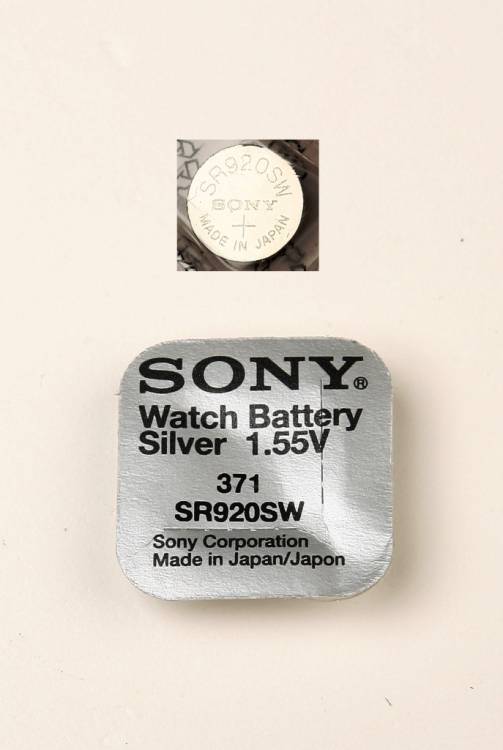 SR920SW
SONY
+
MADE IN JAPAN
SONY®
Watch Battery
Silver 1.55V
371
SR920SW
Sony Corporation
Made in Japan/Japon